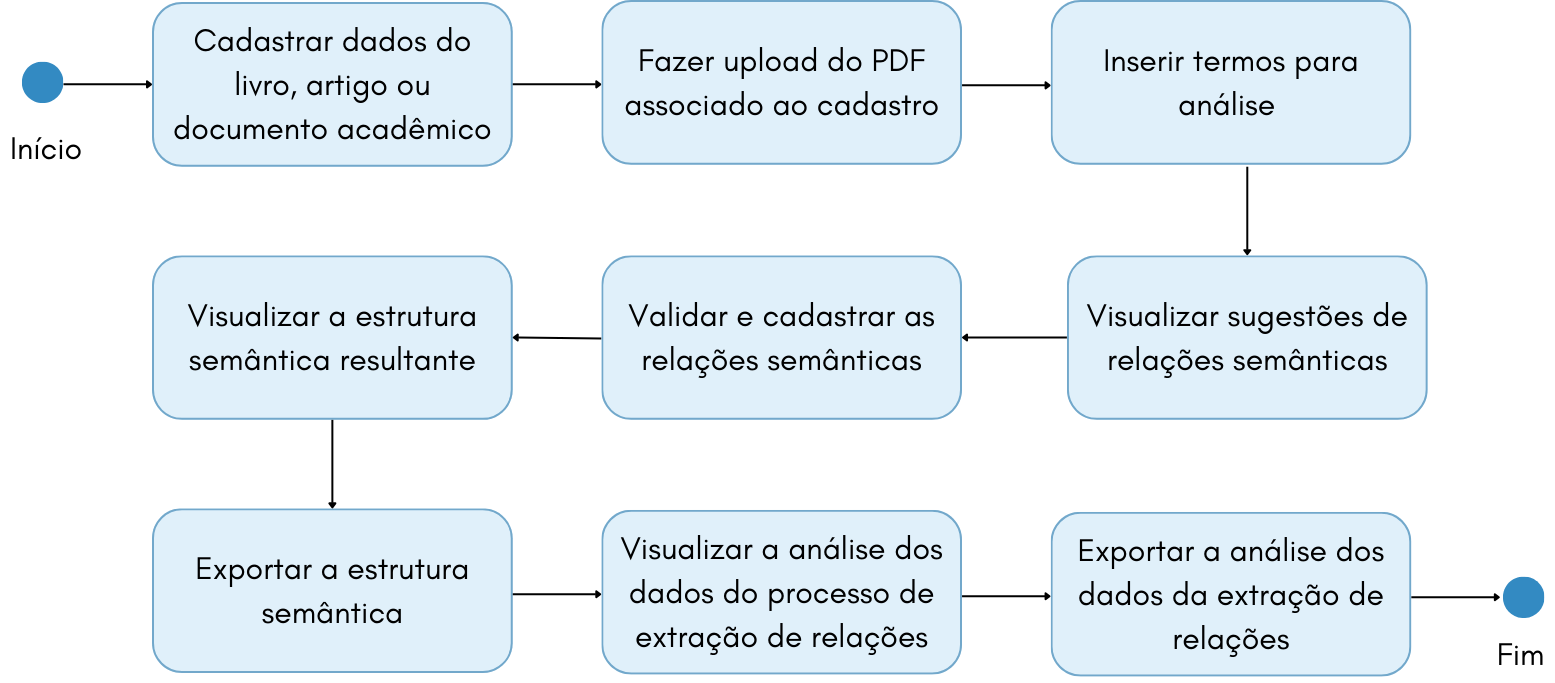 Início
Cadastrar dados do
livro, artigo ou
documento acadêmico
Fazer upload do PDF
associado ao cadastro
Inserir termos para
análise
Visualizar sugestões de
relações semânticas
Validar e cadastrar as
relações semânticas
Visualizar a estrutura
semântica resultante
Exportar a estrutura
semântica
Visualizar a análise dos
dados do processo de
extração de relações
Exportar a análise dos
dados da extração de
relações
Fim